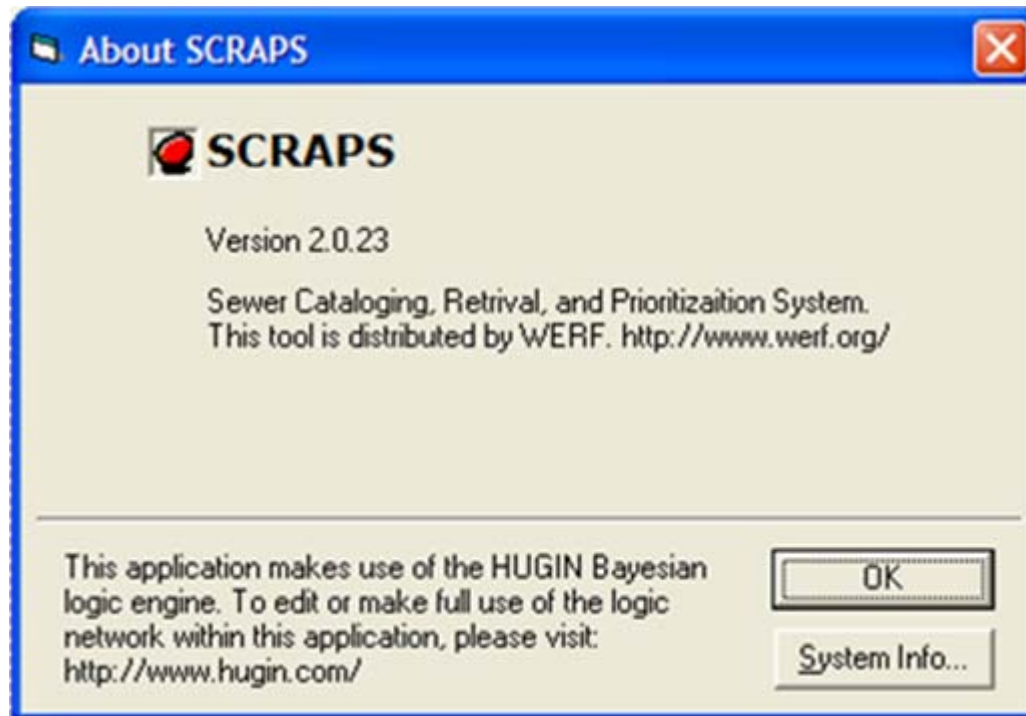 About SCRAPS
SCRAPS
Version 2.0.23
Sewer Cataloging, Retrival, and Prioritizaition System.
This tool is distributed by WERF. http://www.werf.org/
This application makes use of the HUGIN Bayesian
logic engine. To edit or make full use of the logic
network within this application, please visit:
http://www.hugin.com/
OK
System Info...